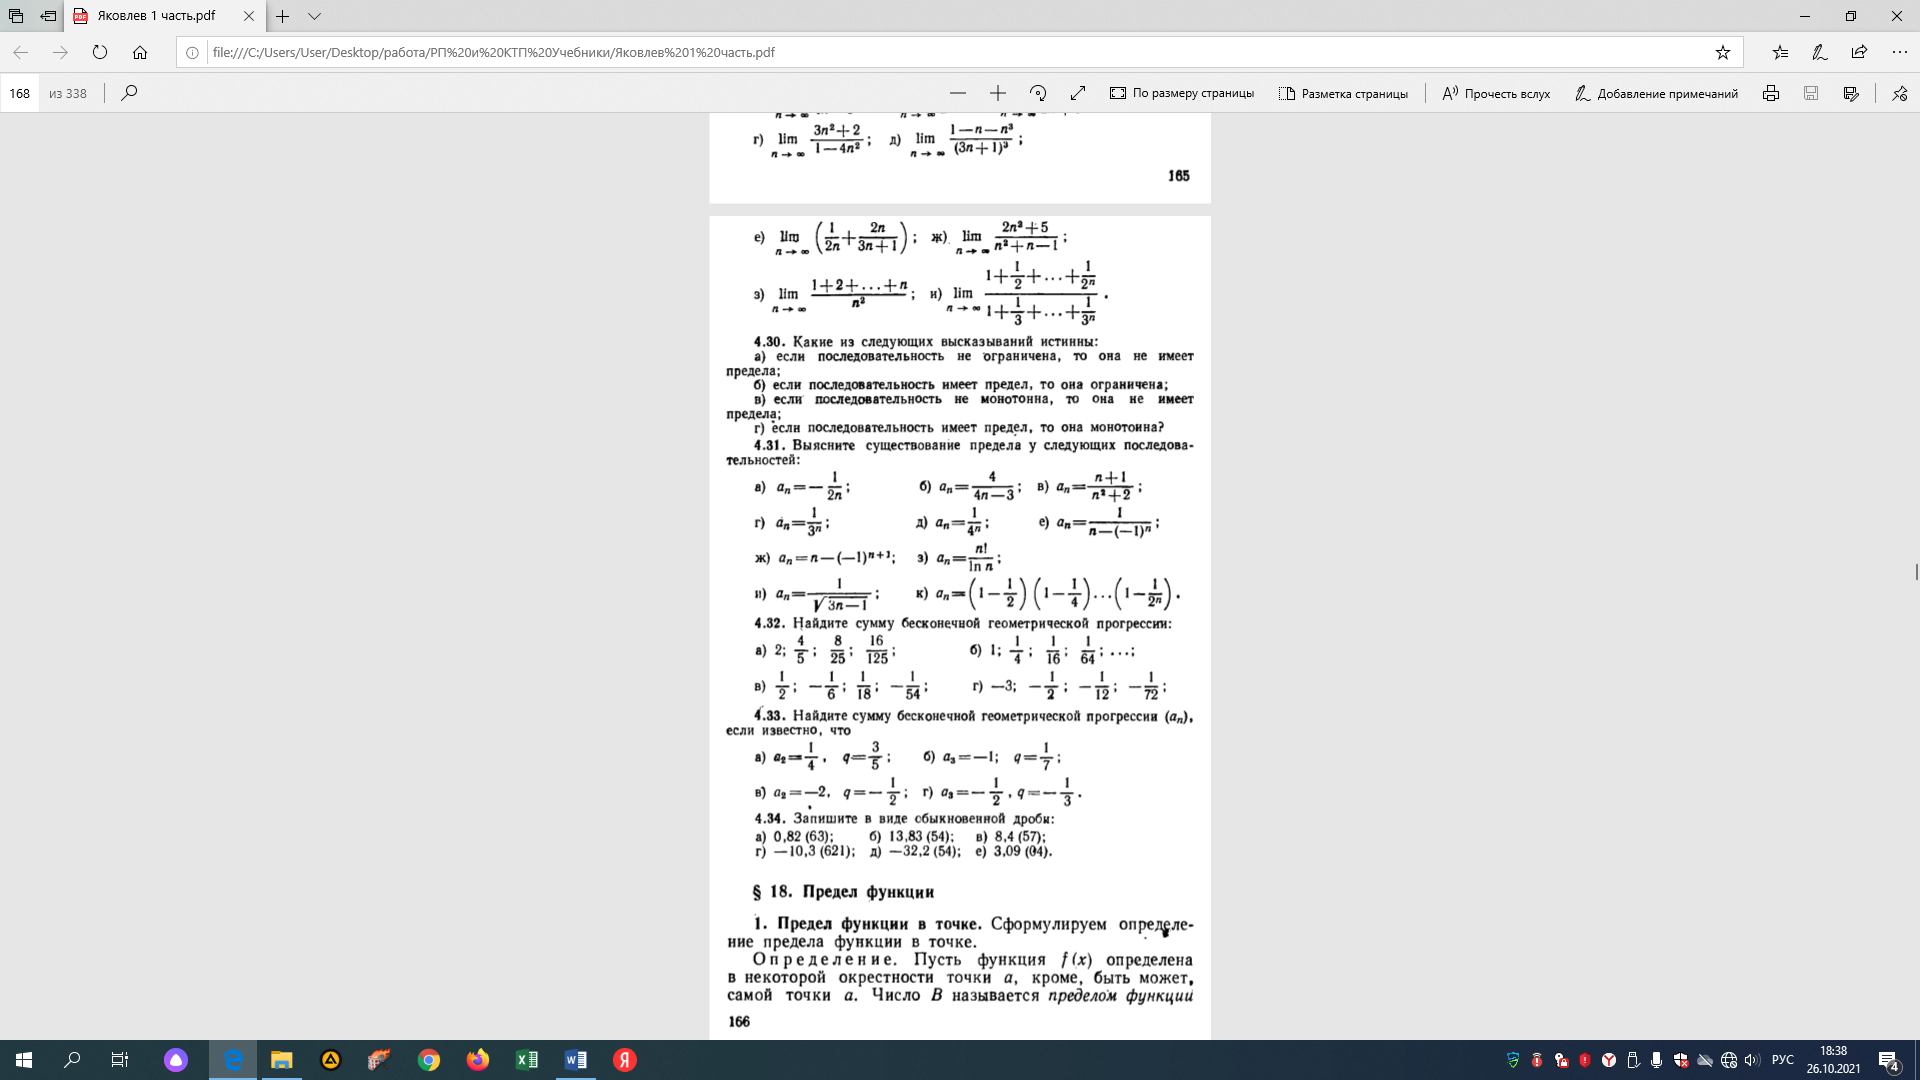 Яковлев 1 часть.pdf
file:///C:/Users/User/Desktop/работа/РП%20и%20КТП%20Учебники/Яковлев%201%20часть.pdf
168 из 338 По размеру страницы Разметка страницы Прочесть вслух Добавление примечаний
г) lim n→∞ (3n²+2)/(1−4n²); д) lim n→∞ (1−n−n³)/(3n+1)³;
165
е) lim n→∞ (1/2n + 2n/(3n+1)); ж) lim n→∞ (2n²+5)/(n²+n−1);
з) lim n→∞ (1+2+...+n)/n²; и) lim n→∞ (1+1/2+...+1/2ⁿ)/(1+1/3+...+1/3ⁿ).
4.30. Какие из следующих высказываний истинны:
а) если последовательность не ограничена, то она не имеет
предела;
б) если последовательность имеет предел, то она ограничена;
в) если последовательность не монотонна, то она не имеет
предела;
г) если последовательность имеет предел, то она монотонна?
4.31. Выясните существование предела у следующих последова-
тельностей:
а) aₙ=−1/2n; б) aₙ=4/(4n−3); в) aₙ=(n+1)/(n²+2);
г) aₙ=1/3ⁿ; д) aₙ=1/4ⁿ; е) aₙ=1/(n−(−1)ⁿ);
ж) aₙ=n−(−1)ⁿ⁺¹; з) aₙ=n!/ln n;
и) aₙ=1/√(3n−1); к) aₙ=(1−1/2)(1−1/4)...(1−1/2ⁿ).
4.32. Найдите сумму бесконечной геометрической прогрессии:
а) 2; 4/5; 8/25; 16/125; б) 1; 1/4; 1/16; 1/64; ...;
в) 1/2; −1/6; 1/18; −1/54; г) −3; −1/2; −1/12; −1/72;
4.33. Найдите сумму бесконечной геометрической прогрессии (aₙ),
если известно, что
а) a₂=1/4, q=3/5; б) a₃=−1; q=1/7;
в) a₂=−2, q=−1/2; г) a₃=−1/2, q=−1/3.
4.34. Запишите в виде обыкновенной дроби:
а) 0,82 (63); б) 13,83 (54); в) 8,4 (57);
г) −10,3 (621); д) −32,2 (54); е) 3,09 (04).
§ 18. Предел функции
1. Предел функции в точке. Сформулируем определе-
ние предела функции в точке.
Определение. Пусть функция f (x) определена
в некоторой окрестности точки a, кроме, быть может,
самой точки a. Число B называется пределом функции
166
РУС
18:38
26.10.2021
4